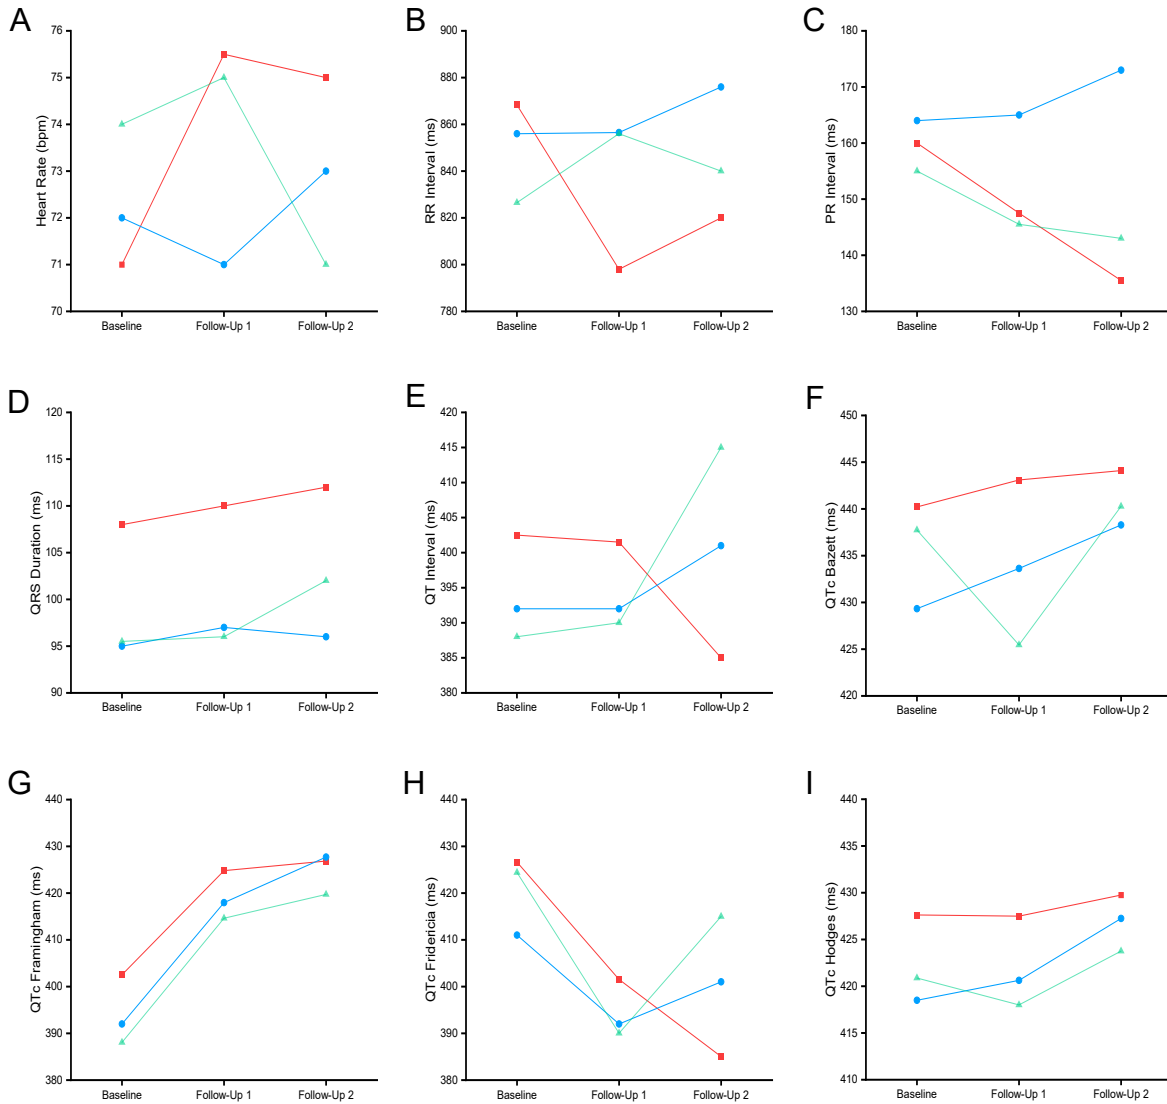 A
Heart Rate (bpm)
76
75
74
73
72
71
70
Baseline
Follow-Up 1
Follow-Up 2
B
RR Interval (ms)
900
880
860
840
820
800
780
Baseline
Follow-Up 1
Follow-Up 2
C
PR Interval (ms)
180
170
160
150
140
130
Baseline
Follow-Up 1
Follow-Up 2
D
QRS Duration (ms)
120
115
110
105
100
95
90
Baseline
Follow-Up 1
Follow-Up 2
E
QT Interval (ms)
420
415
410
405
400
395
390
385
380
Baseline
Follow-Up 1
Follow-Up 2
F
QTc Bazett (ms)
450
445
440
435
430
425
420
Baseline
Follow-Up 1
Follow-Up 2
G
QTc Framingham (ms)
440
430
420
410
400
390
380
Baseline
Follow-Up 1
Follow-Up 2
H
QTc Fridericia (ms)
440
430
420
410
400
390
380
Baseline
Follow-Up 1
Follow-Up 2
I
QTc Hodges (ms)
440
435
430
425
420
415
410
Baseline
Follow-Up 1
Follow-Up 2